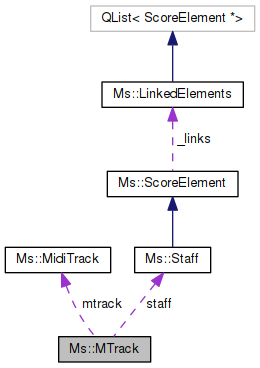 QList< ScoreElement *>
Ms::LinkedElements
_links
Ms::ScoreElement
Ms::MidiTrack
Ms::Staff
mtrack
staff
Ms::MTrack